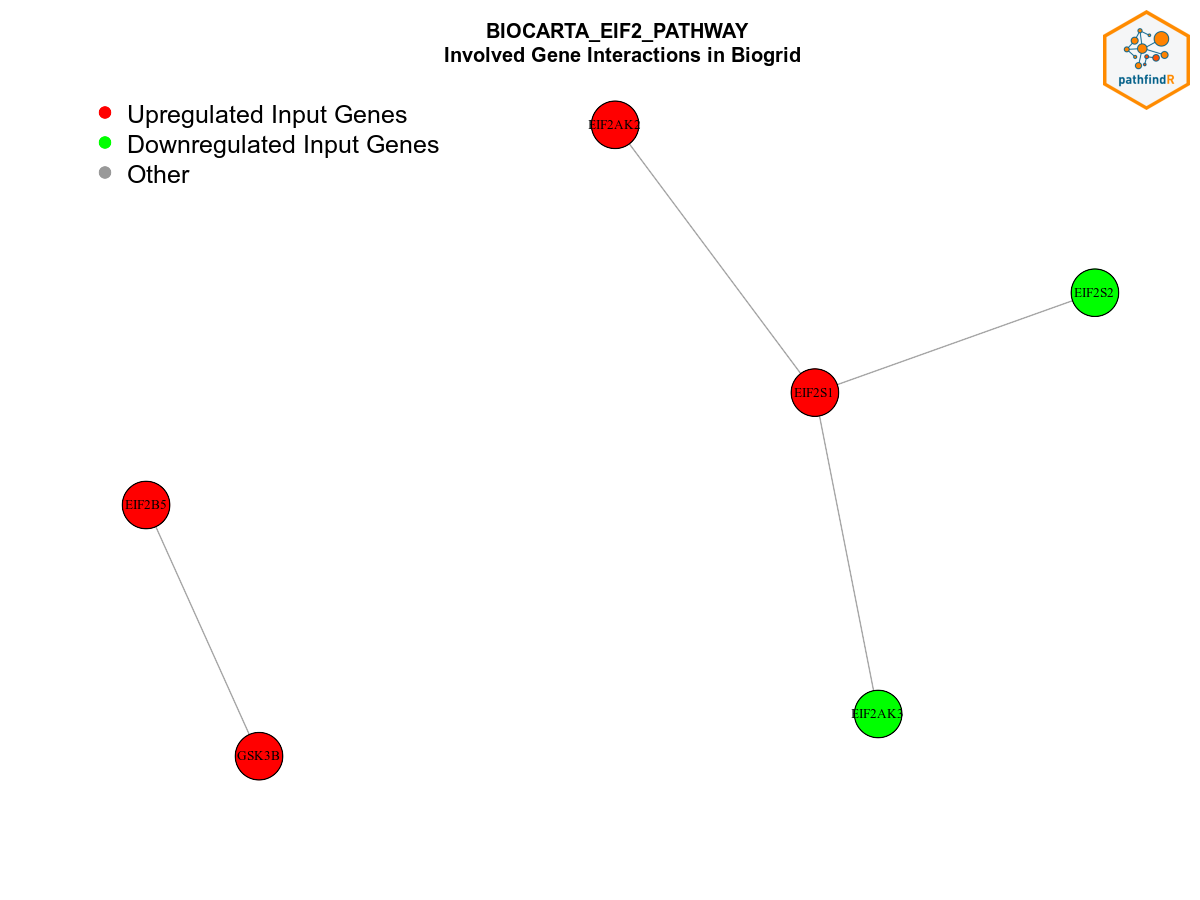 BIOCARTA_EIF2_PATHWAY
Involved Gene Interactions in Biogrid
pathfindR
Upregulated Input Genes
Downregulated Input Genes
Other
EIF2AK2
EIF2S2
EIF2S1
EIF2B5
EIF2AK3
GSK3B